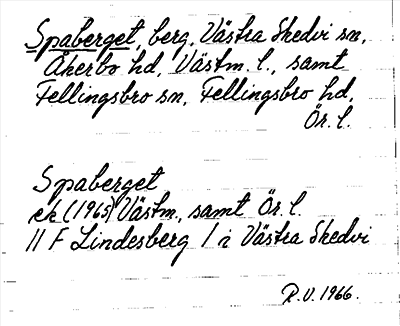 Spaberget, berg, Västra Skedvi sn,
Åkerbo hd, Västm. l., samt
Fellingsbro sn, Fellingsbro hd,
Ör. l.
Spaberget
ek (1965) Västm., samt Ör. l.
11 F Lindesberg 1 i Västra Skedvi
R.U. 1966.